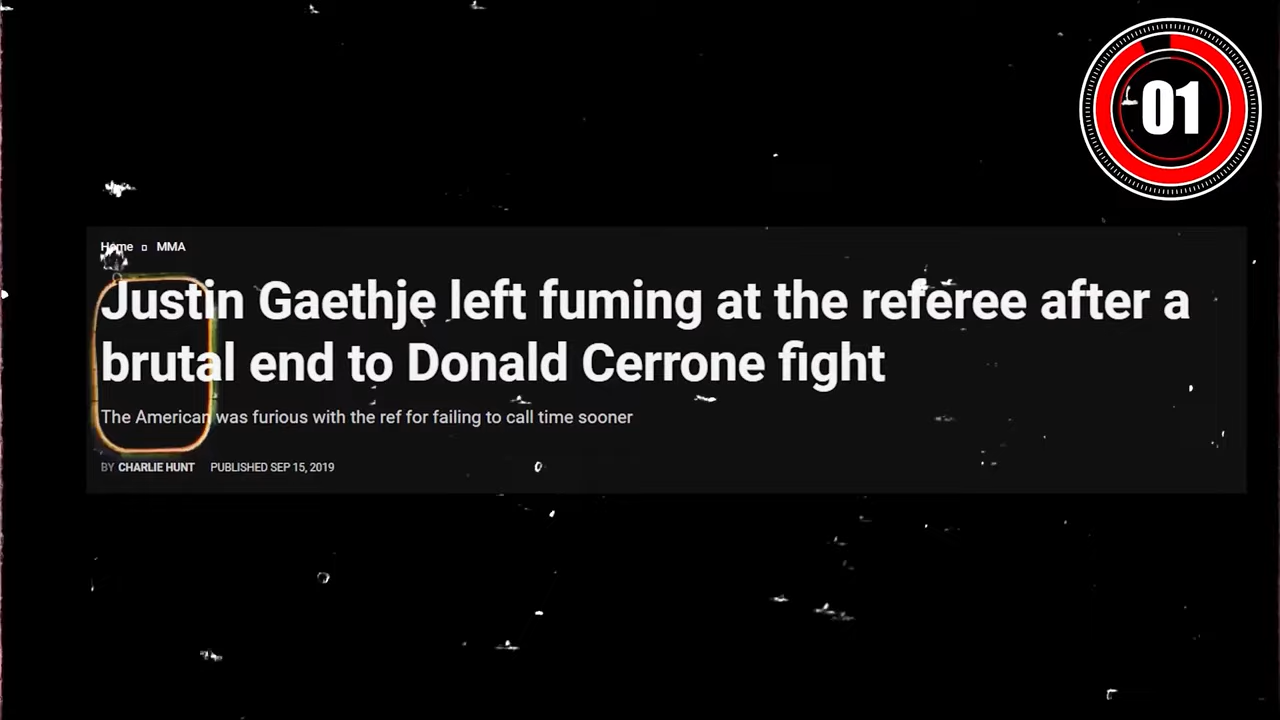 01
Home ▯ MMA
Justin Gaethje left fuming at the referee after a
brutal end to Donald Cerrone fight
The American was furious with the ref for failing to call time sooner
BY CHARLIE HUNT PUBLISHED SEP 15, 2019